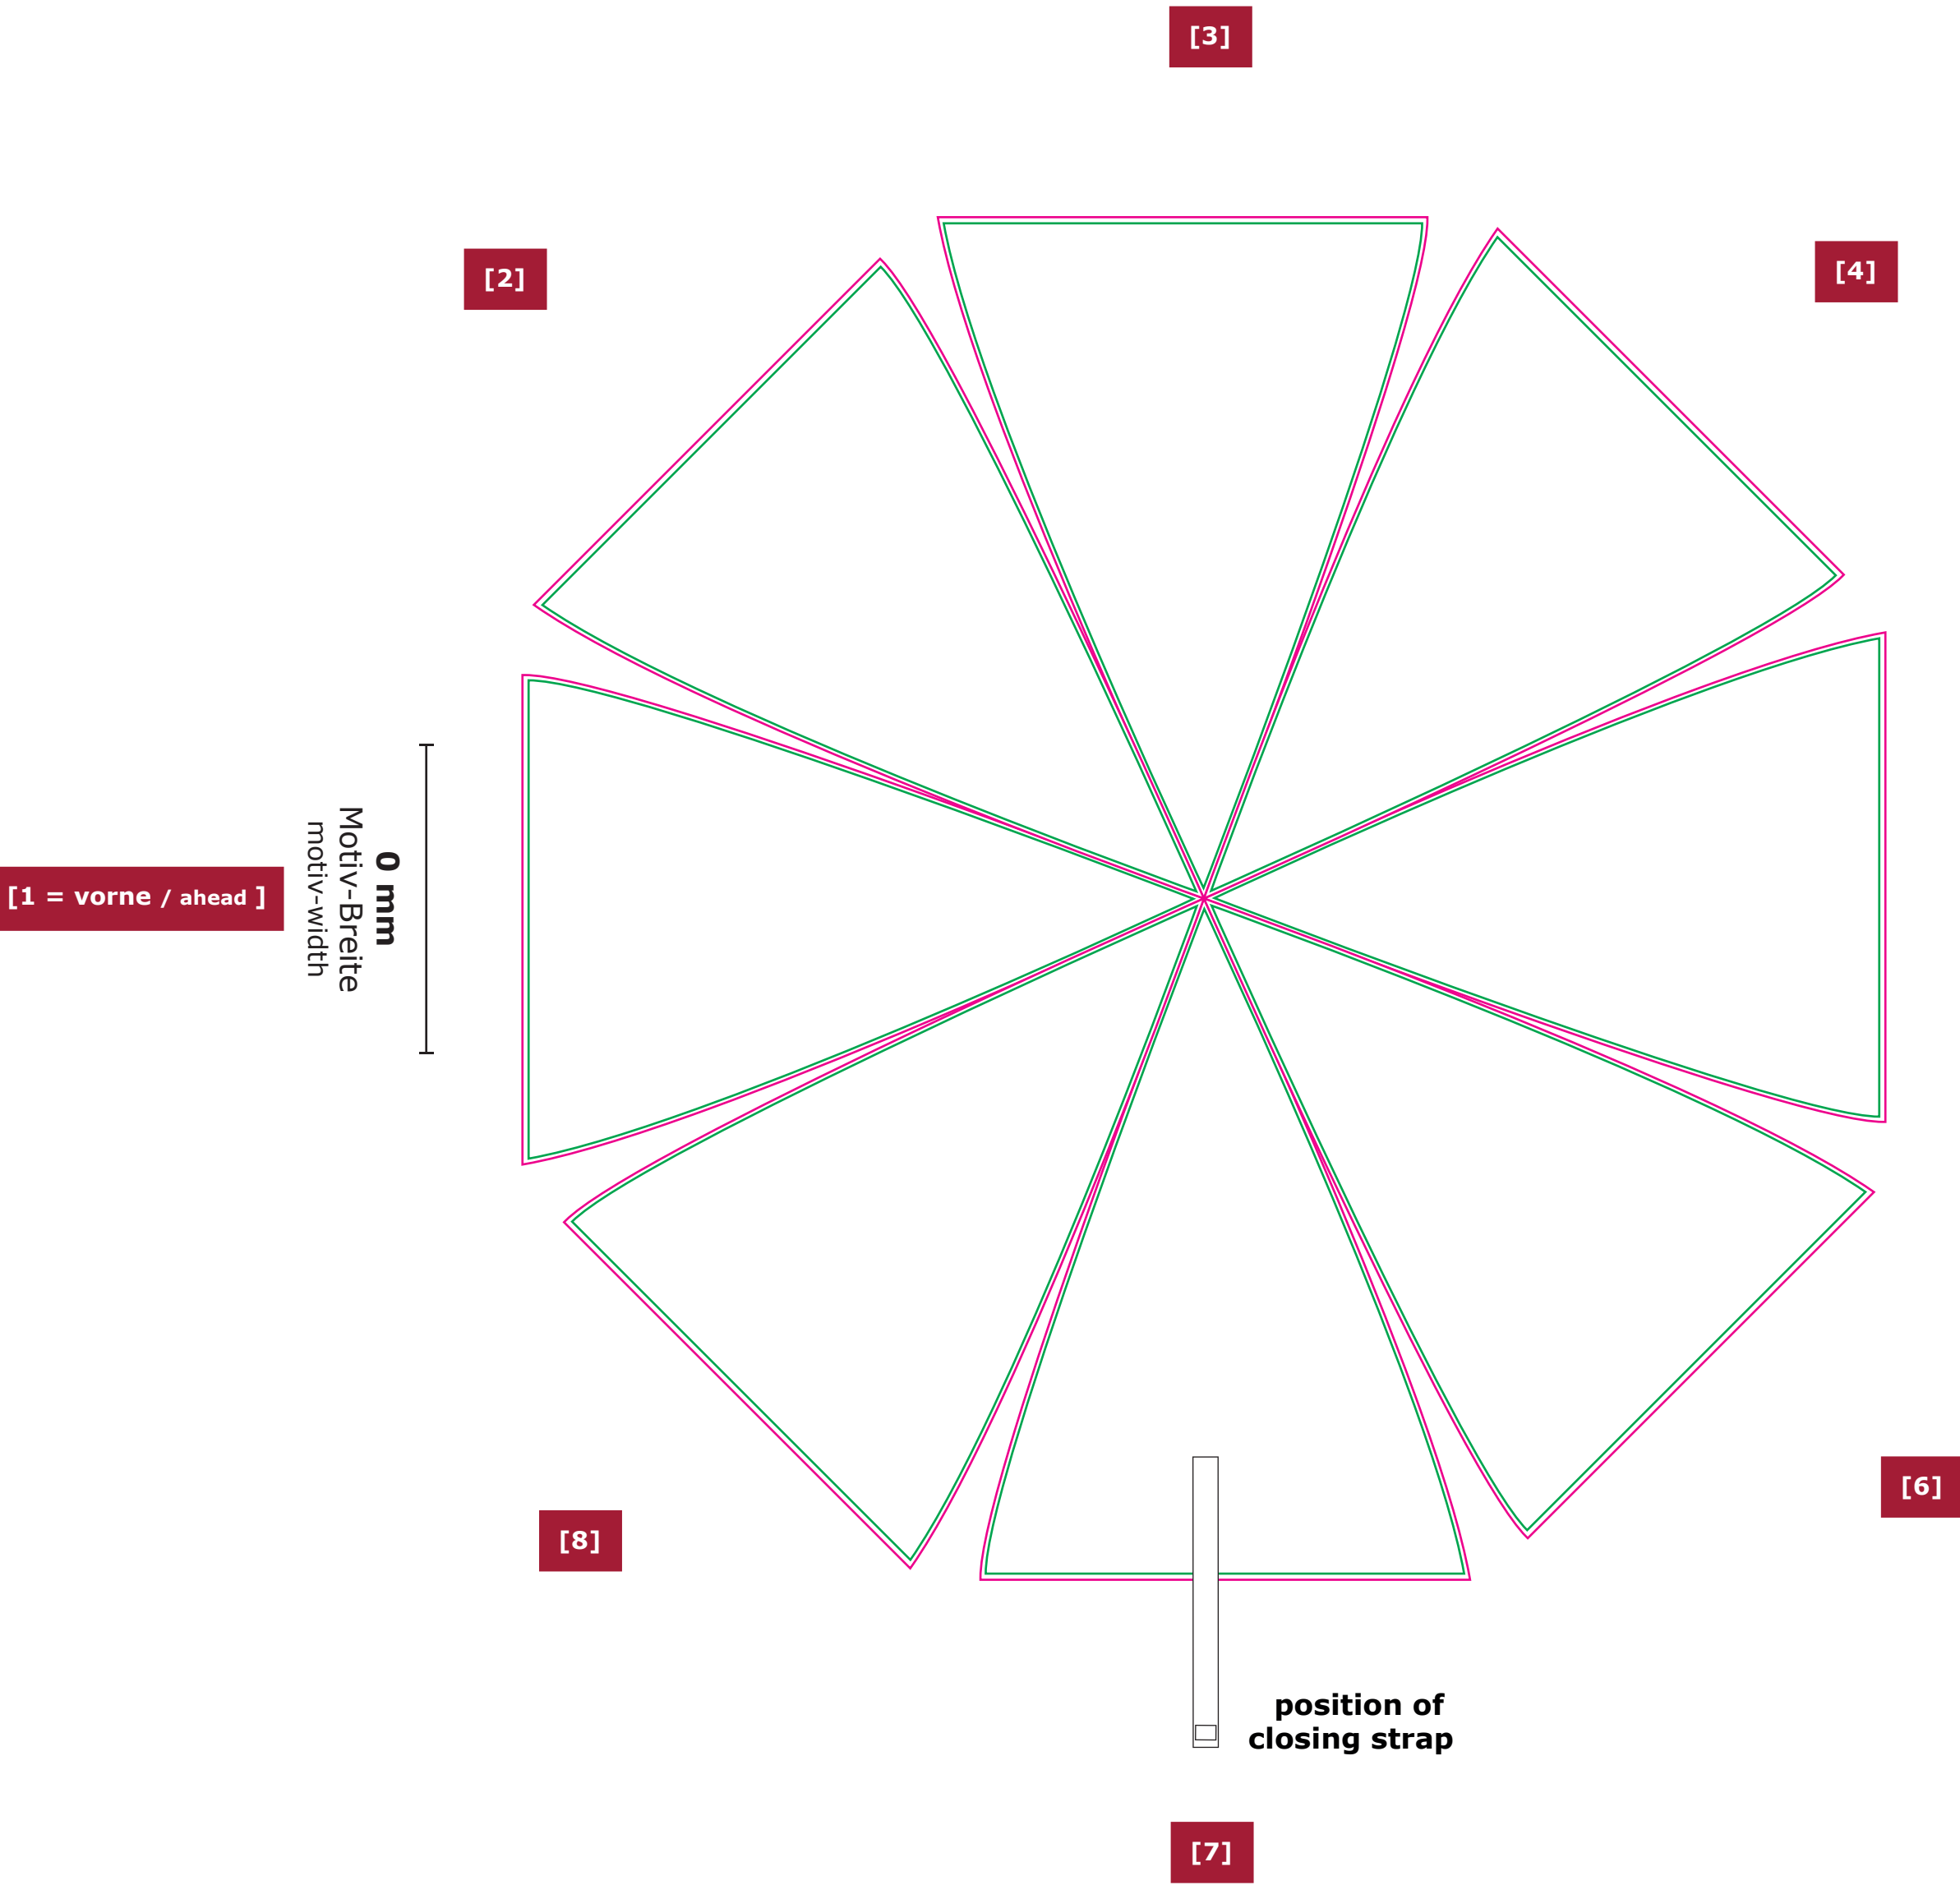 [3]
[2]
[4]
[1 = vorne / ahead ]
0 mm
Motiv-Breite
motiv-width
[6]
[8]
position of
closing strap
[7]